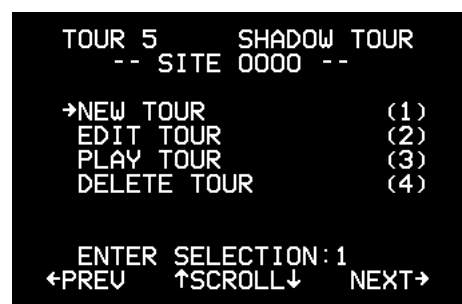 TOUR 5 SHADOW TOUR
-- SITE 0000 --
→NEW TOUR (1)
EDIT TOUR (2)
PLAY TOUR (3)
DELETE TOUR (4)
ENTER SELECTION:1
←PREV ↑SCROLL↓ NEXT→